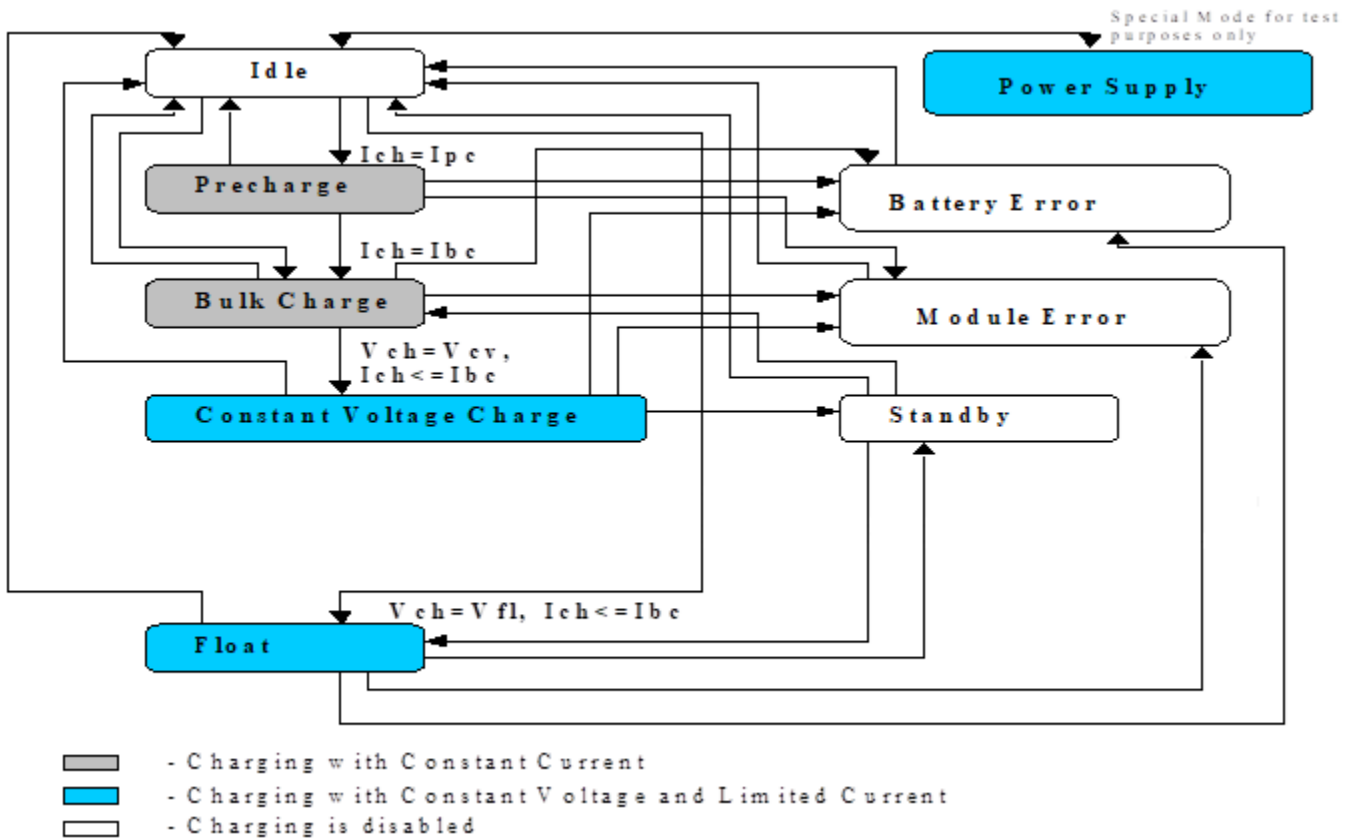 Special Mode for test
purposes only
Idle
Power Supply
Ich=Ipc
Precharge
Battery Error
Ich=Ibc
Bulk Charge
Module Error
Vch=Vcv,
Ich<=Ibc
Constant Voltage Charge
Standby
Vch=Vfl, Ich<=Ibc
Float
- Charging with Constant Current
- Charging with Constant Voltage and Limited Current
- Charging is disabled